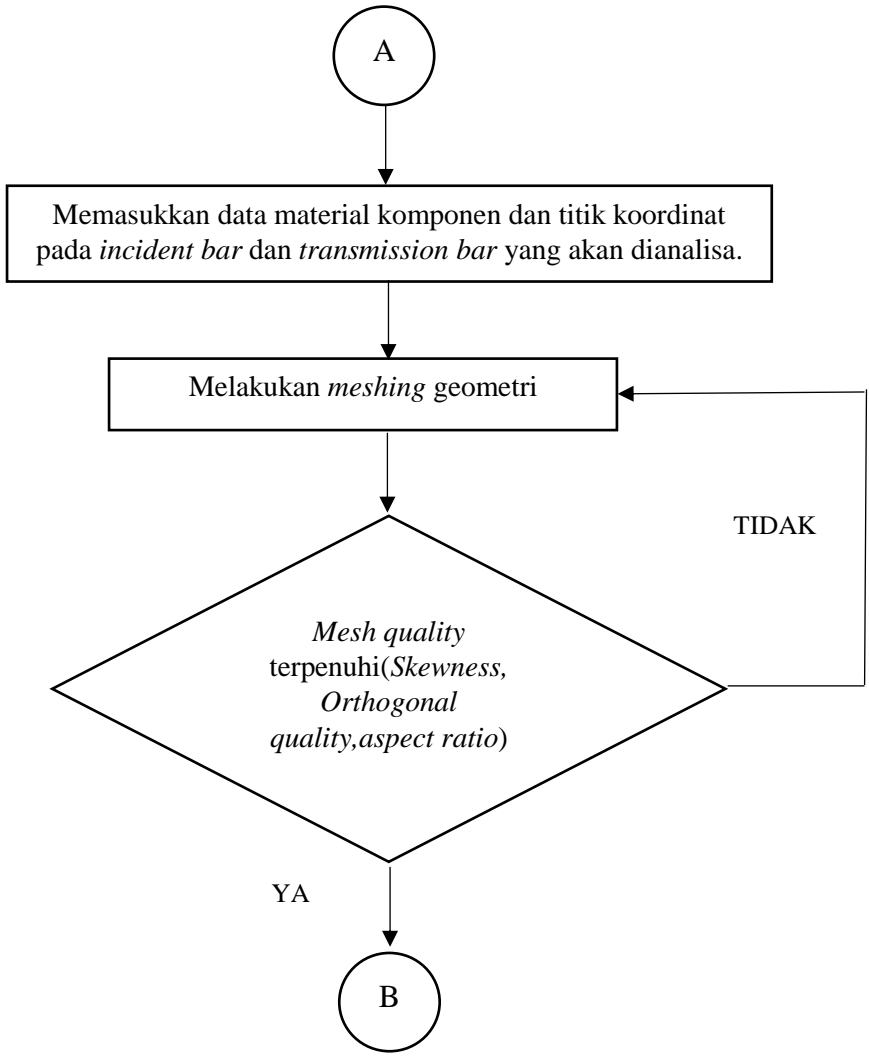 A
Memasukkan data material komponen dan titik koordinat
pada incident bar dan transmission bar yang akan dianalisa.
Melakukan meshing geometri
TIDAK
Mesh quality
terpenuhi(Skewness,
Orthogonal
quality,aspect ratio)
YA
B